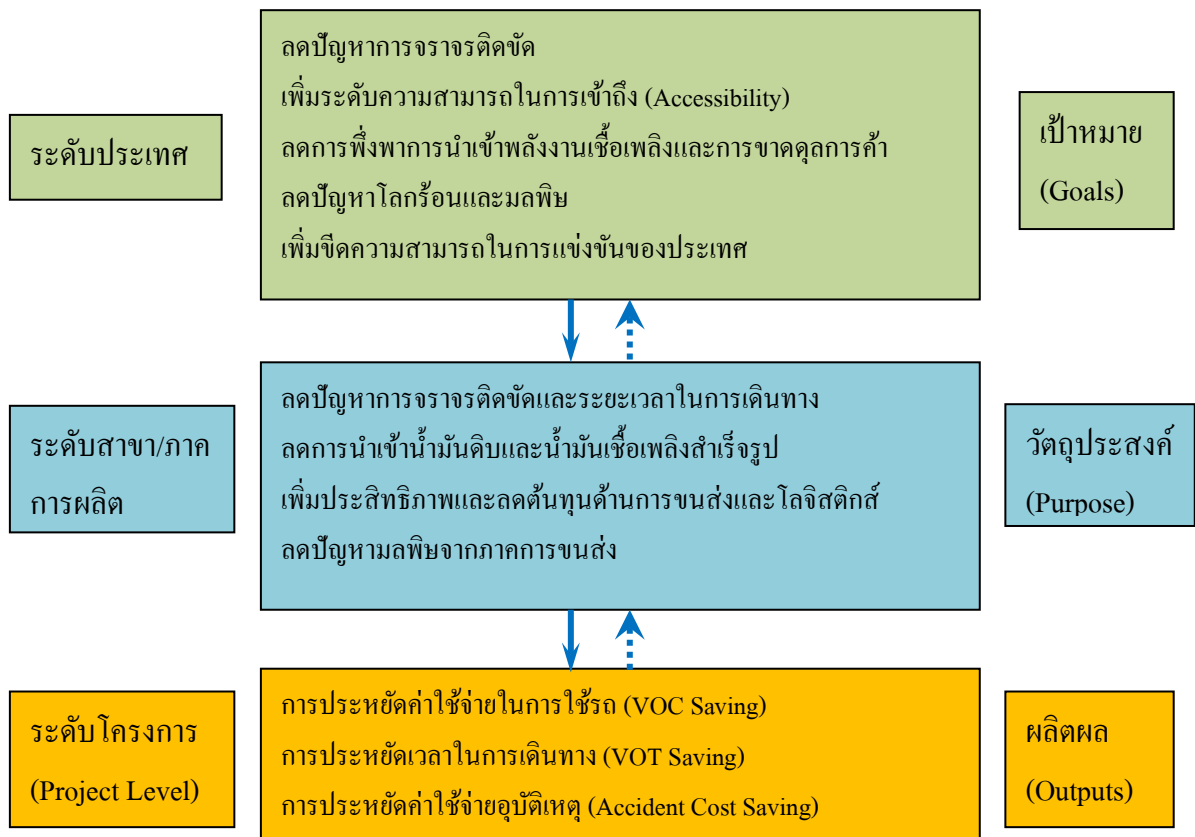 ระดับประเทศ
ลดปัญหาการจราจรติดขัด
เพิ่มระดับความสามารถในการเข้าถึง (Accessibility)
ลดการพึ่งพาการนำเข้าพลังงานเชื้อเพลิงและการขาดดุลการค้า
ลดปัญหาโลกร้อนและมลพิษ
เพิ่มขีดความสามารถในการแข่งขันของประเทศ
เป้าหมาย
(Goals)
ระดับสาขา/ภาค
การผลิต
ลดปัญหาการจราจรติดขัดและระยะเวลาในการเดินทาง
ลดการนำเข้าน้ำมันดิบและน้ำมันเชื้อเพลิงสำเร็จรูป
เพิ่มประสิทธิภาพและลดต้นทุนด้านการขนส่งและโลจิสติกส์
ลดปัญหามลพิษจากภาคการขนส่ง
วัตถุประสงค์
(Purpose)
ระดับโครงการ
(Project Level)
การประหยัดค่าใช้จ่ายในการใช้รถ (VOC Saving)
การประหยัดเวลาในการเดินทาง (VOT Saving)
การประหยัดค่าใช้จ่ายอุบัติเหตุ (Accident Cost Saving)
ผลิตผล
(Outputs)